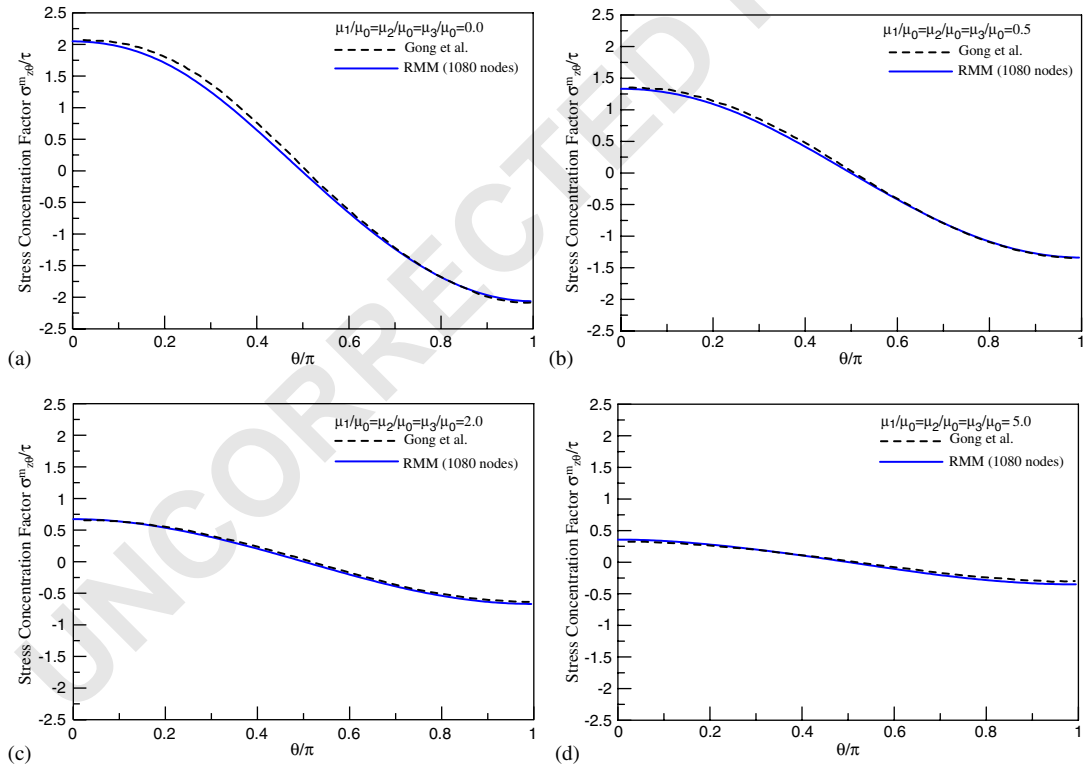 μ1/μ0=μ2/μ0=μ3/μ0=0.0
Gong et al.
RMM (1080 nodes)
Stress Concentration Factor σ^m_zθ/τ
2.5
2
1.5
1
0.5
0
-0.5
-1
-1.5
-2
-2.5
0 0.2 0.4 0.6 0.8 1
(a) θ/π
μ1/μ0=μ2/μ0=μ3/μ0=0.5
Gong et al.
RMM (1080 nodes)
Stress Concentration Factor σ^m_zθ/τ
2.5
2
1.5
1
0.5
0
-0.5
-1
-1.5
-2
-2.5
0 0.2 0.4 0.6 0.8 1
(b) θ/π
μ1/μ0=μ2/μ0=μ3/μ0=2.0
Gong et al.
RMM (1080 nodes)
Stress Concentration Factor σ^m_zθ/τ
2.5
2
1.5
1
0.5
0
-0.5
-1
-1.5
-2
-2.5
0 0.2 0.4 0.6 0.8 1
(c) θ/π
μ1/μ0=μ2/μ0=μ3/μ0= 5.0
Gong et al.
RMM (1080 nodes)
Stress Concentration Factor σ^m_zθ/τ
2.5
2
1.5
1
0.5
0
-0.5
-1
-1.5
-2
-2.5
0 0.2 0.4 0.6 0.8 1
(d) θ/π
UNCORRECTED